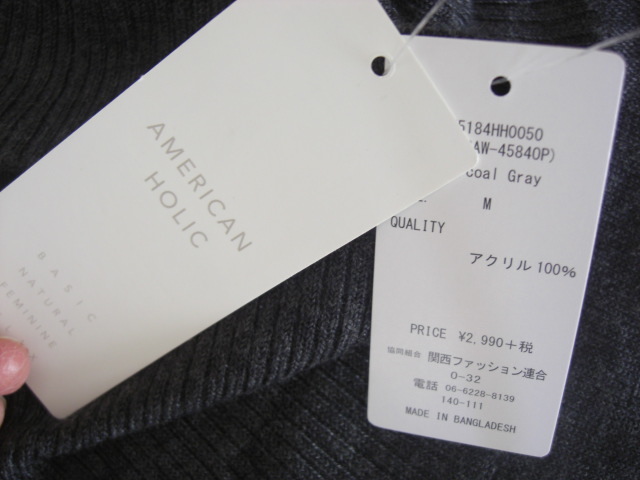 AMERICAN
HOLIC
BASIC
NATURAL
FEMININE
5184HH0050
AW-45840P)
coal Gray
M
QUALITY
アクリル 100%
PRICE ¥2,990+税
協同組合 関西ファッション連合
O-32
電話 06-6228-8139
140-111
MADE IN BANGLADESH